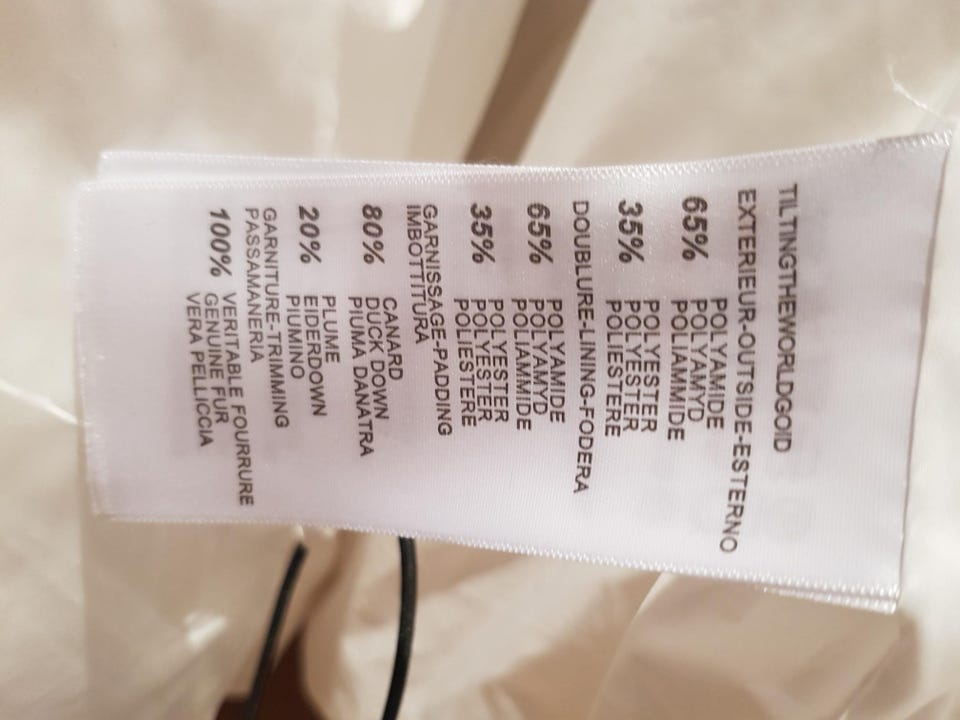 TILTINGTHEWORLDGOID
EXTERIEUR-OUTSIDE-ESTERNO
65% POLYAMIDE
POLYAMYD
POLIAMMIDE
35% POLYESTER
POLYESTER
POLIESTERE
DOUBLURE-LINING-FODERA
65% POLYAMIDE
POLYAMYD
POLIAMMIDE
35% POLYESTER
POLYESTER
POLIESTERE
GARNISSAGE-PADDING
IMBOTTITURA
80% CANARD
DUCK DOWN
PIUMA DANATRA
20% PLUME
EIDERDOWN
PIUMINO
GARNITURE-TRIMMING
PASSAMANERIA
100% VERITABLE FOURRURE
GENUINE FUR
VERA PELLICCIA